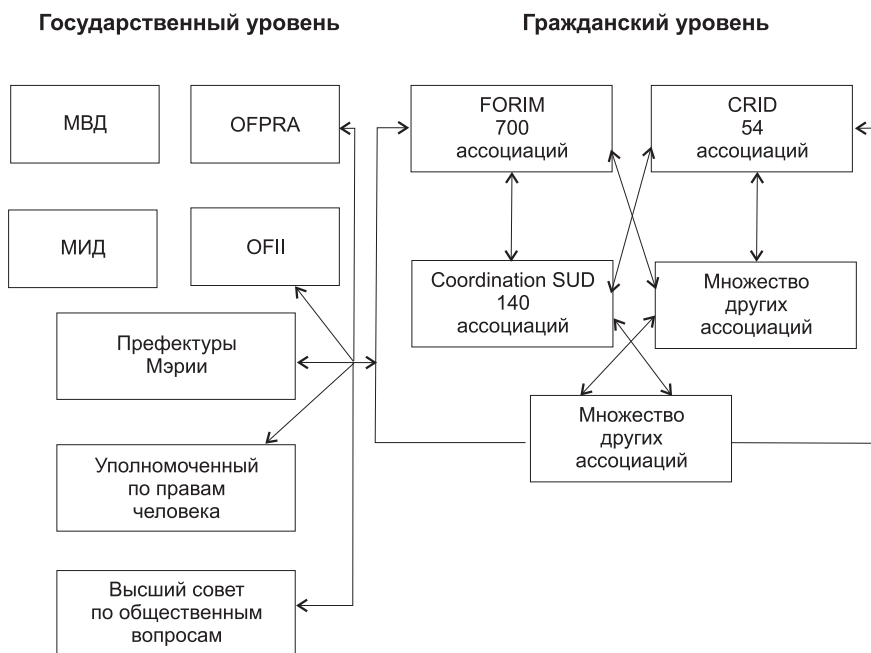 Государственный уровень
Гражданский уровень
МВД
OFPRA
FORIM
700
ассоциаций
CRID
54
ассоциаций
МИД
OFII
Coordination SUD
140
ассоциаций
Множество
других
ассоциаций
Префектуры
Мэрии
Множество
других
ассоциаций
Уполномоченный
по правам
человека
Высший совет
по общественным
вопросам